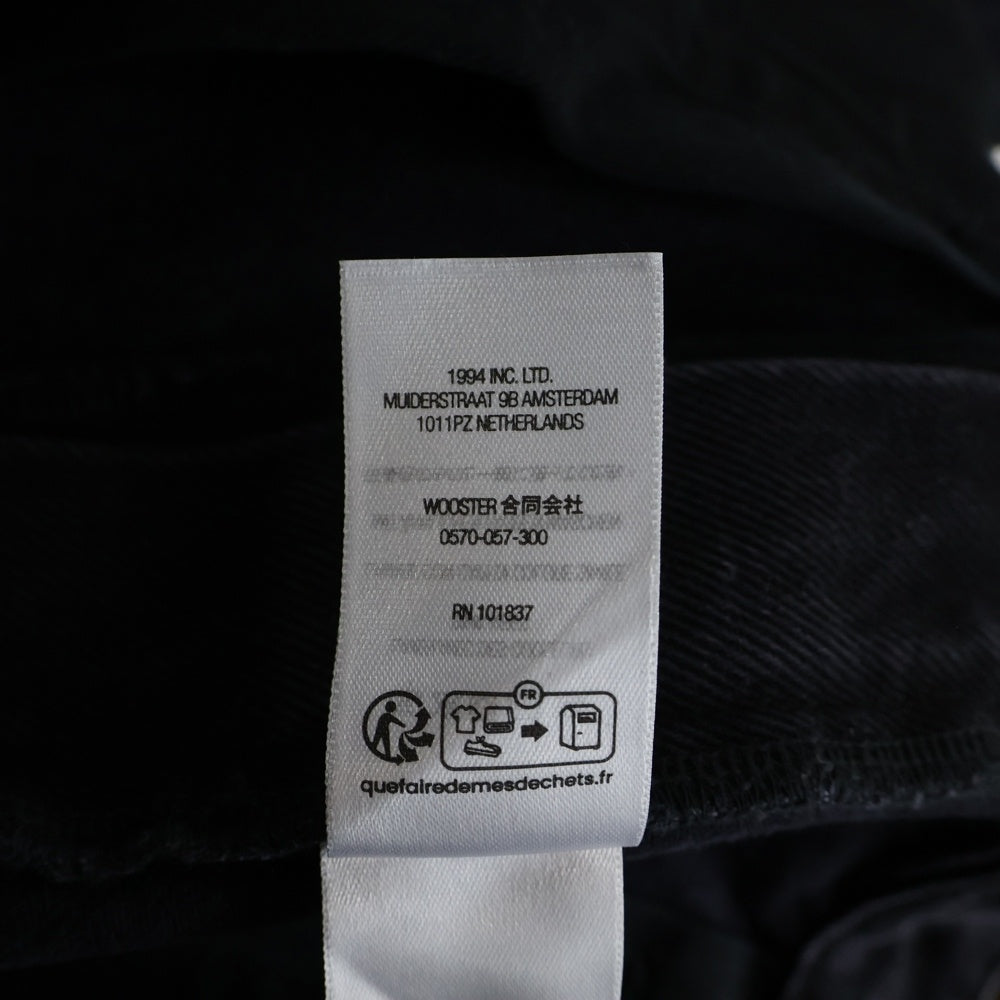 1994 INC. LTD.
MUIDERSTRAAT 9B AMSTERDAM
1011PZ NETHERLANDS
WOOSTER 合同会社
0570-057-300
RN 101837
FR
quefairedemesdechets.fr